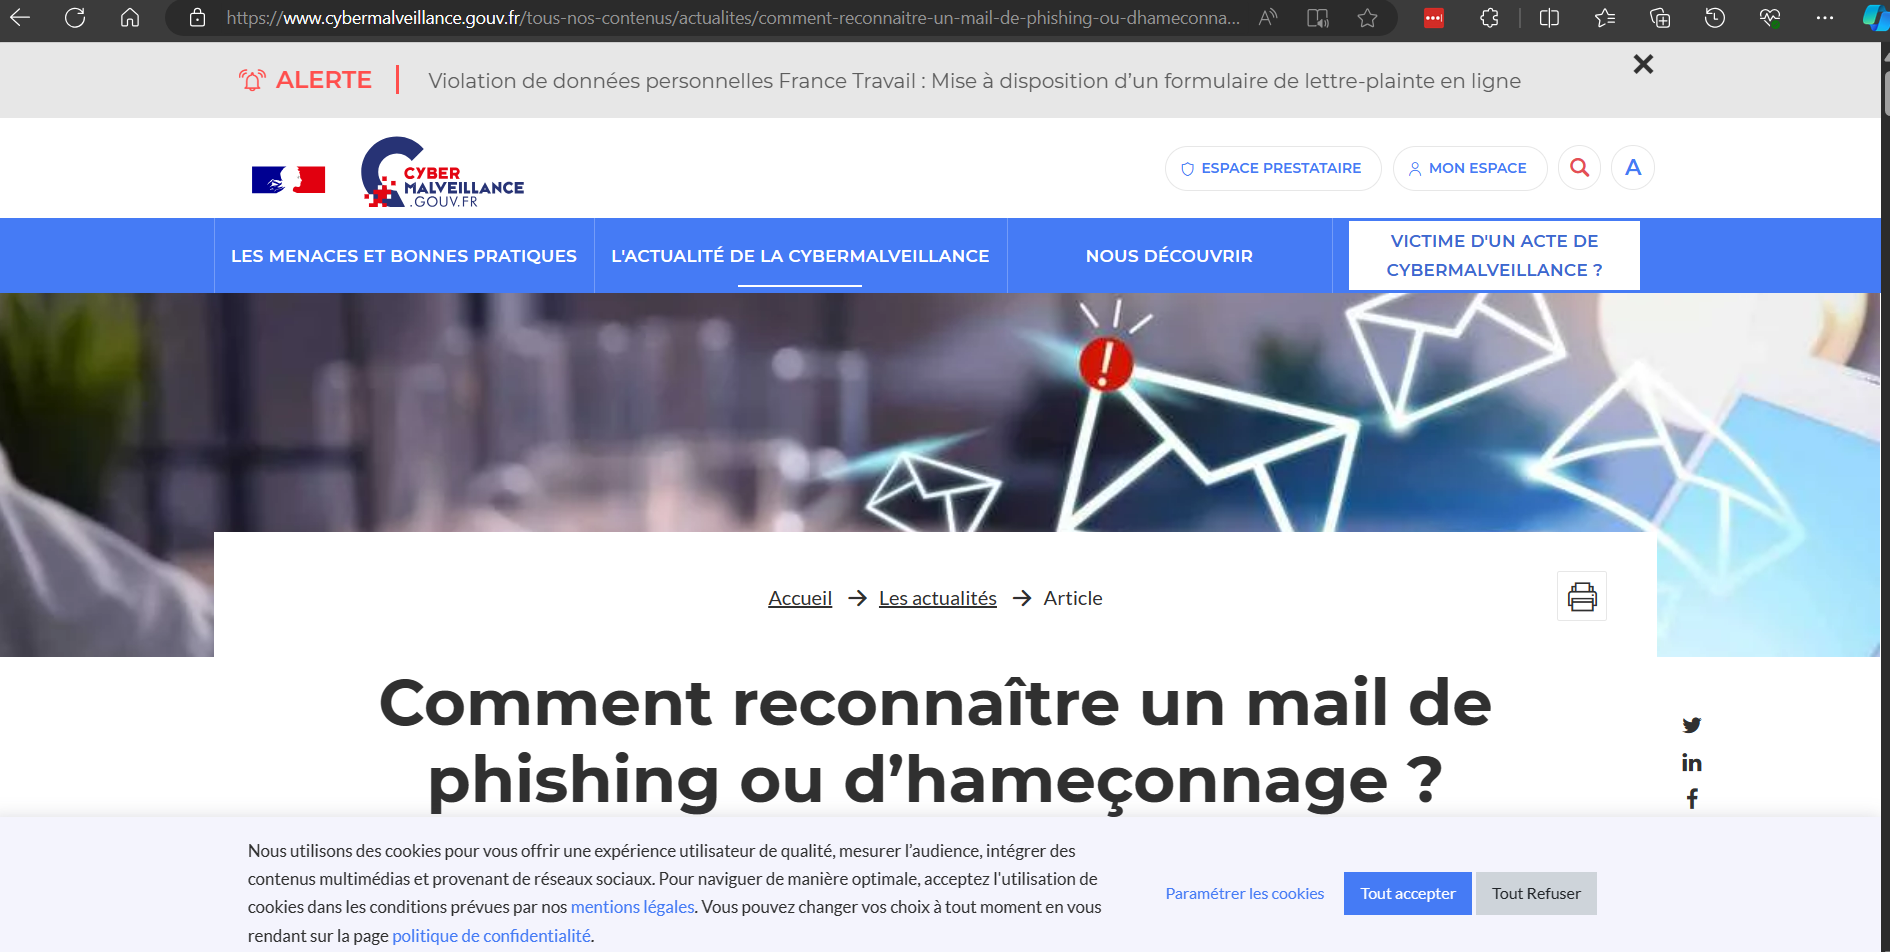 https://www.cybermalveillance.gouv.fr/tous-nos-contenus/actualites/comment-reconnaitre-un-mail-de-phishing-ou-dhameconna...
ALERTE
Violation de données personnelles France Travail : Mise à disposition d’un formulaire de lettre-plainte en ligne
CYBER
MALVEILLANCE
.GOUV.FR
ESPACE PRESTATAIRE
MON ESPACE
A
LES MENACES ET BONNES PRATIQUES
L'ACTUALITÉ DE LA CYBERMALVEILLANCE
NOUS DÉCOUVRIR
VICTIME D'UN ACTE DE
CYBERMALVEILLANCE ?
Accueil → Les actualités → Article
Comment reconnaître un mail de
phishing ou d’hameçonnage ?
Nous utilisons des cookies pour vous offrir une expérience utilisateur de qualité, mesurer l’audience, intégrer des
contenus multimédias et provenant de réseaux sociaux. Pour naviguer de manière optimale, acceptez l'utilisation de
cookies dans les conditions prévues par nos mentions légales. Vous pouvez changer vos choix à tout moment en vous
rendant sur la page politique de confidentialité.
Paramétrer les cookies
Tout accepter
Tout Refuser